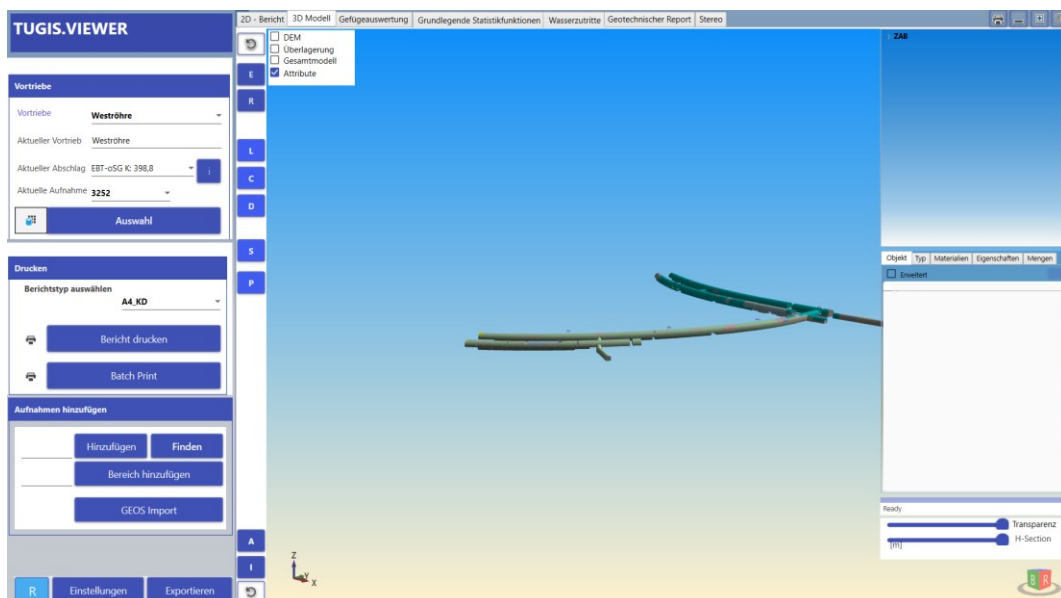 TUGIS.VIEWER
2D - Bericht
3D Modell
Gefügeauswertung
Grundlegende Statistikfunktionen
Wasserzutritte
Geotechnischer Report
Stereo
Vortriebe
Vortriebe
Weströhre
Aktueller Vortrieb
Weströhre
Aktueller Abschlag
EBT-oSG K: 398,8
i
Aktuelle Aufnahme
3252
Auswahl
Drucken
Berichtstyp auswählen
A4_KD
Bericht drucken
Batch Print
Aufnahmen hinzufügen
Hinzufügen
Finden
Bereich hinzufügen
GEOS Import
R
Einstellungen
Exportieren
E
R
L
C
D
S
P
A
I
DEM
Überlagerung
Gesamtmodell
Attribute
Z
Y
X
ZAB
Objekt
Typ
Materialien
Eigenschaften
Mengen
Erweitert
Ready
Transparenz
H-Section
[m]
B
R